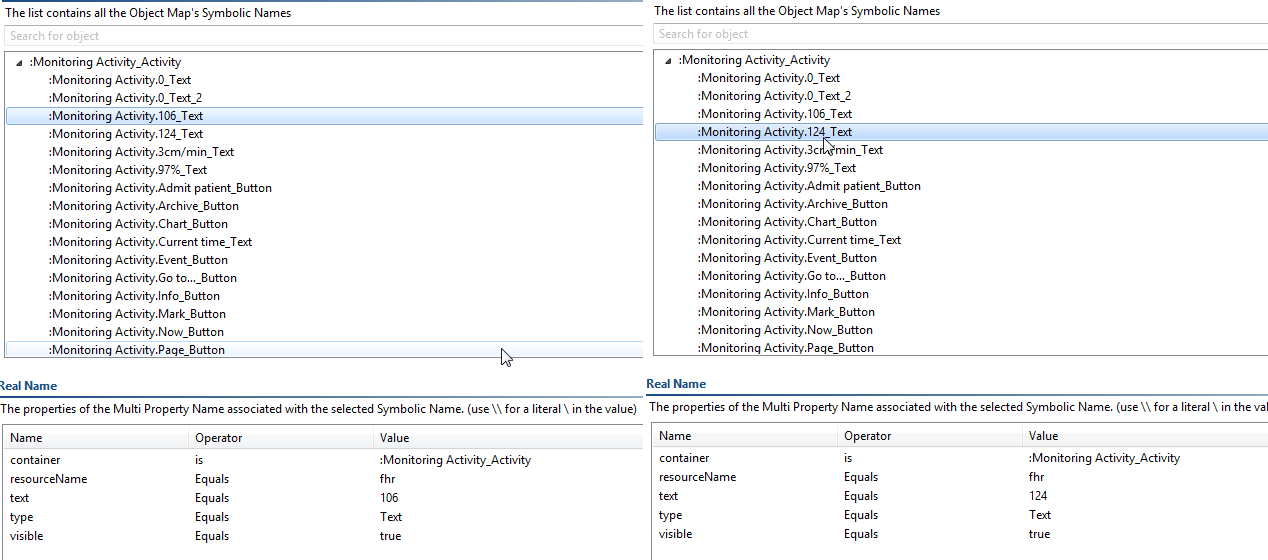 The list contains all the Object Map's Symbolic Names
Search for object
:Monitoring Activity_Activity
:Monitoring Activity.0_Text
:Monitoring Activity.0_Text_2
:Monitoring Activity.106_Text
:Monitoring Activity.124_Text
:Monitoring Activity.3cm/min_Text
:Monitoring Activity.97%_Text
:Monitoring Activity.Admit patient_Button
:Monitoring Activity.Archive_Button
:Monitoring Activity.Chart_Button
:Monitoring Activity.Current time_Text
:Monitoring Activity.Event_Button
:Monitoring Activity.Go to..._Button
:Monitoring Activity.Info_Button
:Monitoring Activity.Mark_Button
:Monitoring Activity.Now_Button
:Monitoring Activity.Page_Button
Real Name
The properties of the Multi Property Name associated with the selected Symbolic Name. (use \\ for a literal \ in the value)
Name Operator Value
container is :Monitoring Activity_Activity
resourceName Equals fhr
text Equals 106
type Equals Text
visible Equals true
The list contains all the Object Map's Symbolic Names
Search for object
:Monitoring Activity_Activity
:Monitoring Activity.0_Text
:Monitoring Activity.0_Text_2
:Monitoring Activity.106_Text
:Monitoring Activity.124_Text
:Monitoring Activity.3cm/min_Text
:Monitoring Activity.97%_Text
:Monitoring Activity.Admit patient_Button
:Monitoring Activity.Archive_Button
:Monitoring Activity.Chart_Button
:Monitoring Activity.Current time_Text
:Monitoring Activity.Event_Button
:Monitoring Activity.Go to..._Button
:Monitoring Activity.Info_Button
:Monitoring Activity.Mark_Button
:Monitoring Activity.Now_Button
:Monitoring Activity.Page_Button
Real Name
The properties of the Multi Property Name associated with the selected Symbolic Name. (use \\ for a literal \ in the
Name Operator Value
container is :Monitoring Activity_Activity
resourceName Equals fhr
text Equals 124
type Equals Text
visible Equals true